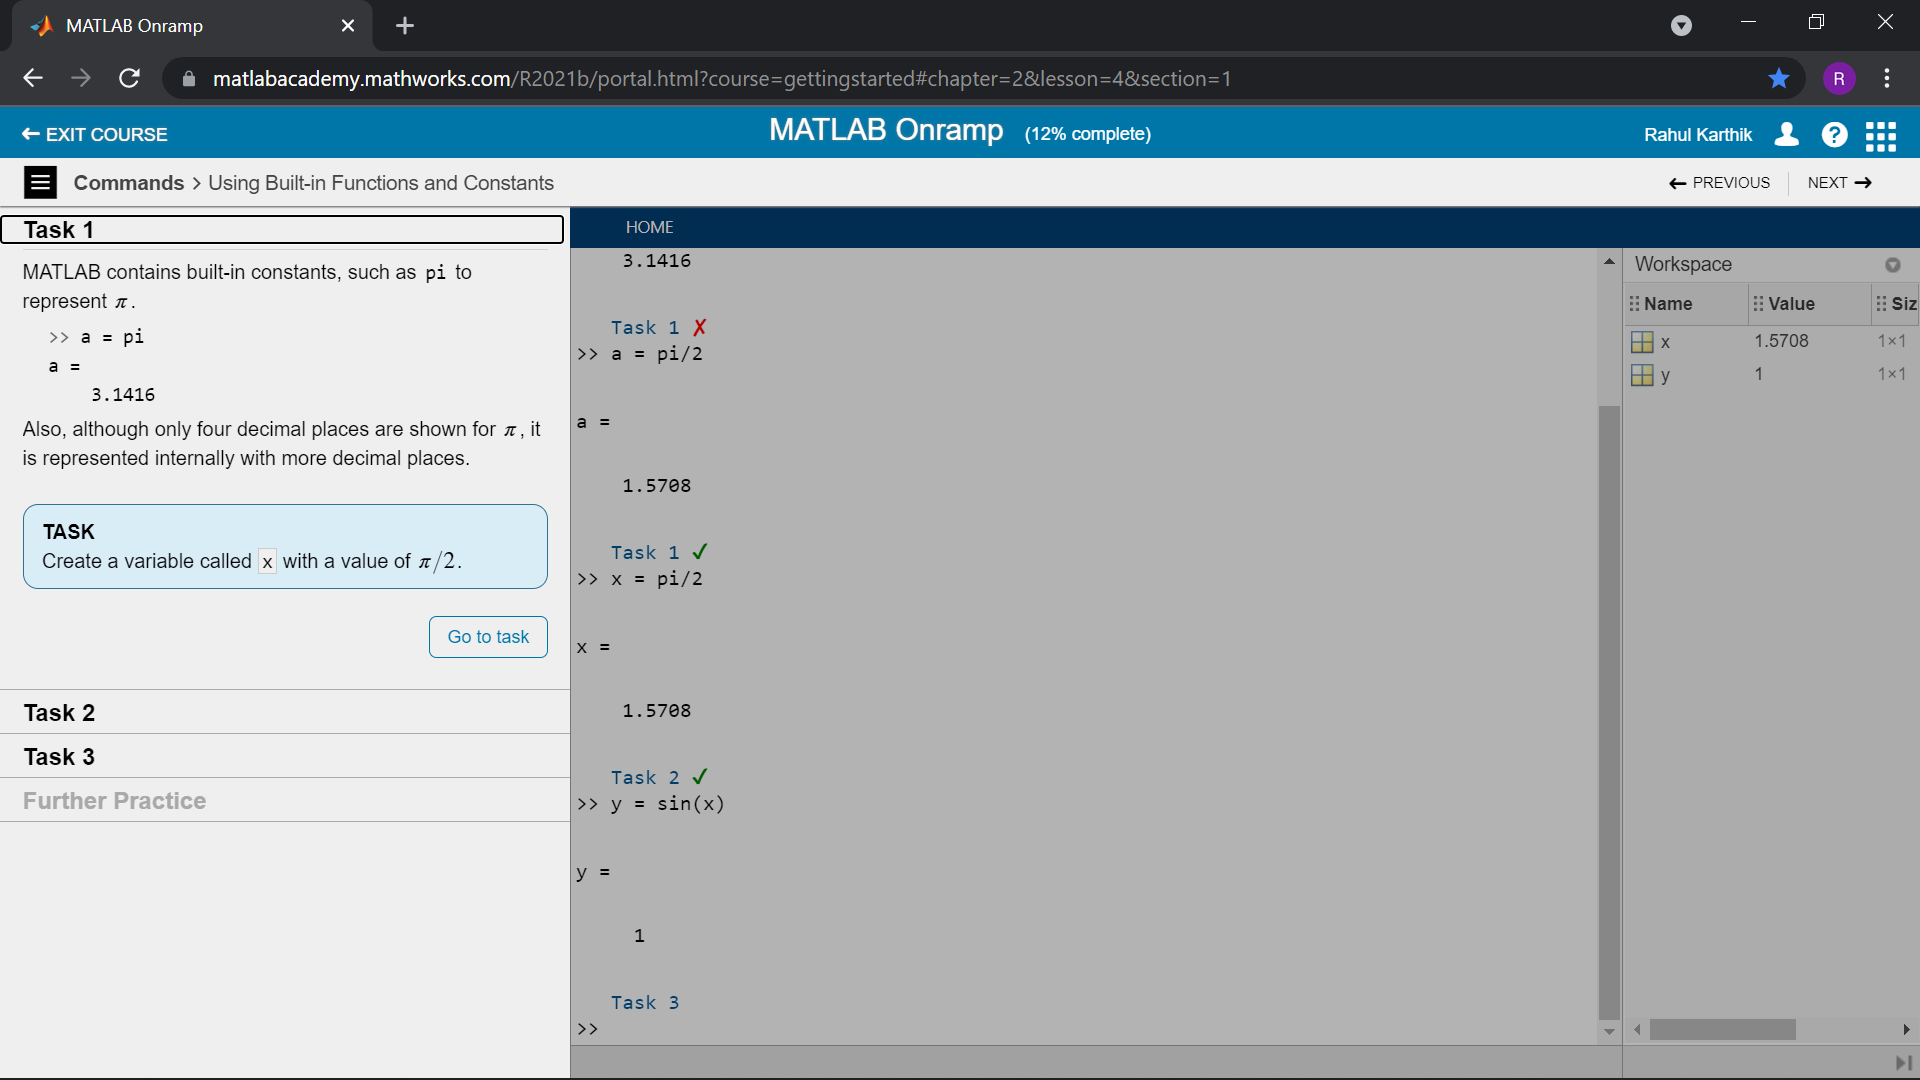 MATLAB Onramp
matlabacademy.mathworks.com/R2021b/portal.html?course=gettingstarted#chapter=2&lesson=4&section=1
R
EXIT COURSE
MATLAB Onramp (12% complete)
Rahul Karthik
?
Commands > Using Built-in Functions and Constants
PREVIOUS
NEXT
Task 1
MATLAB contains built-in constants, such as pi to
represent π.
>> a = pi
a =
3.1416
Also, although only four decimal places are shown for π, it
is represented internally with more decimal places.
TASK
Create a variable called x with a value of π/2.
Go to task
Task 2
Task 3
Further Practice
HOME
3.1416
Task 1 ✗
>> a = pi/2
a =
1.5708
Task 1 ✓
>> x = pi/2
x =
1.5708
Task 2 ✓
>> y = sin(x)
y =
1
Task 3
>>
Workspace
Name Value Siz
x 1.5708 1×1
y 1 1×1